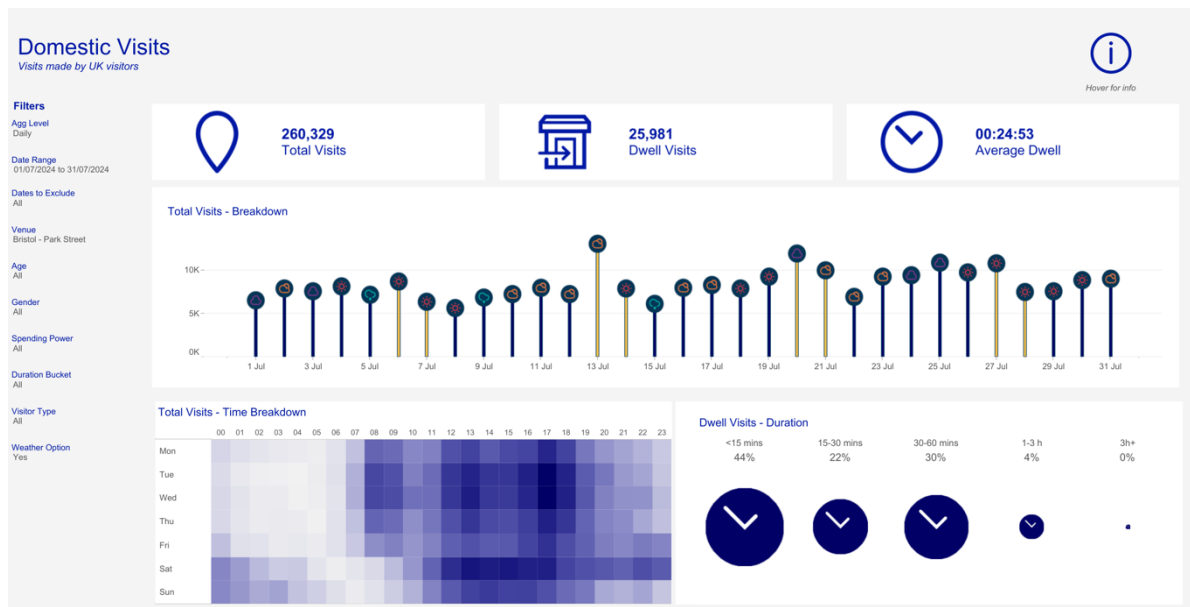 Domestic Visits
Visits made by UK visitors
Hover for info
Filters
Agg Level
Daily
Date Range
01/07/2024 to 31/07/2024
Dates to Exclude
All
Venue
Bristol - Park Street
Age
All
Gender
All
Spending Power
All
Duration Bucket
All
Visitor Type
All
Weather Option
Yes
260,329
Total Visits
25,981
Dwell Visits
00:24:53
Average Dwell
Total Visits - Breakdown
10K
5K
0K
1 Jul 3 Jul 5 Jul 7 Jul 9 Jul 11 Jul 13 Jul 15 Jul 17 Jul 19 Jul 21 Jul 23 Jul 25 Jul 27 Jul 29 Jul 31 Jul
Total Visits - Time Breakdown
00 01 02 03 04 05 06 07 08 09 10 11 12 13 14 15 16 17 18 19 20 21 22 23
Mon
Tue
Wed
Thu
Fri
Sat
Sun
Dwell Visits - Duration
<15 mins 15-30 mins 30-60 mins 1-3 h 3h+
44% 22% 30% 4% 0%